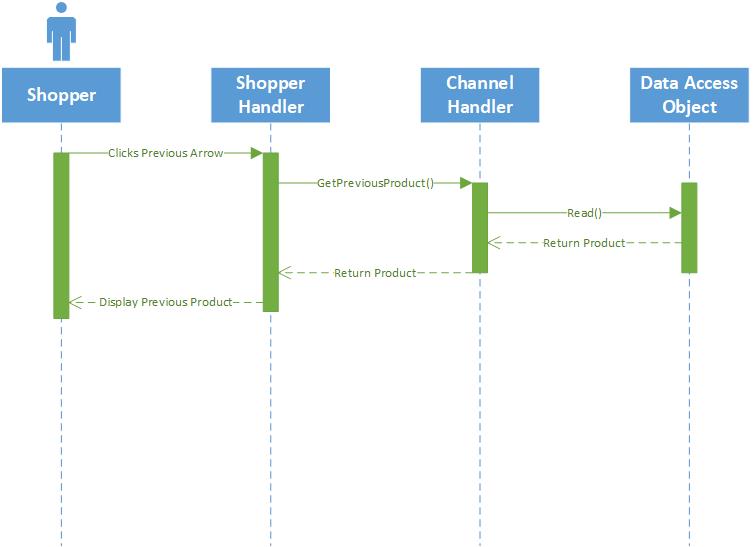 Shopper
Shopper
Handler
Channel
Handler
Data Access
Object
Clicks Previous Arrow
GetPreviousProduct()
Read()
Return Product
Return Product
Display Previous Product